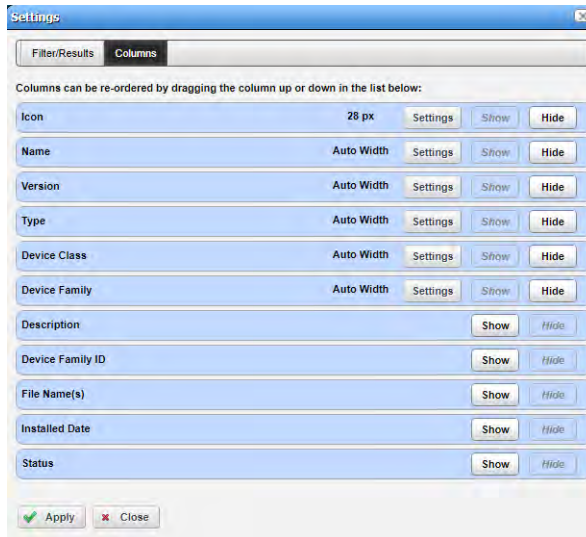 Settings
Filter/Results Columns
Columns can be re-ordered by dragging the column up or down in the list below:
Icon 28 px Settings Show Hide
Name Auto Width Settings Show Hide
Version Auto Width Settings Show Hide
Type Auto Width Settings Show Hide
Device Class Auto Width Settings Show Hide
Device Family Auto Width Settings Show Hide
Description Show Hide
Device Family ID Show Hide
File Name(s) Show Hide
Installed Date Show Hide
Status Show Hide
Apply Close